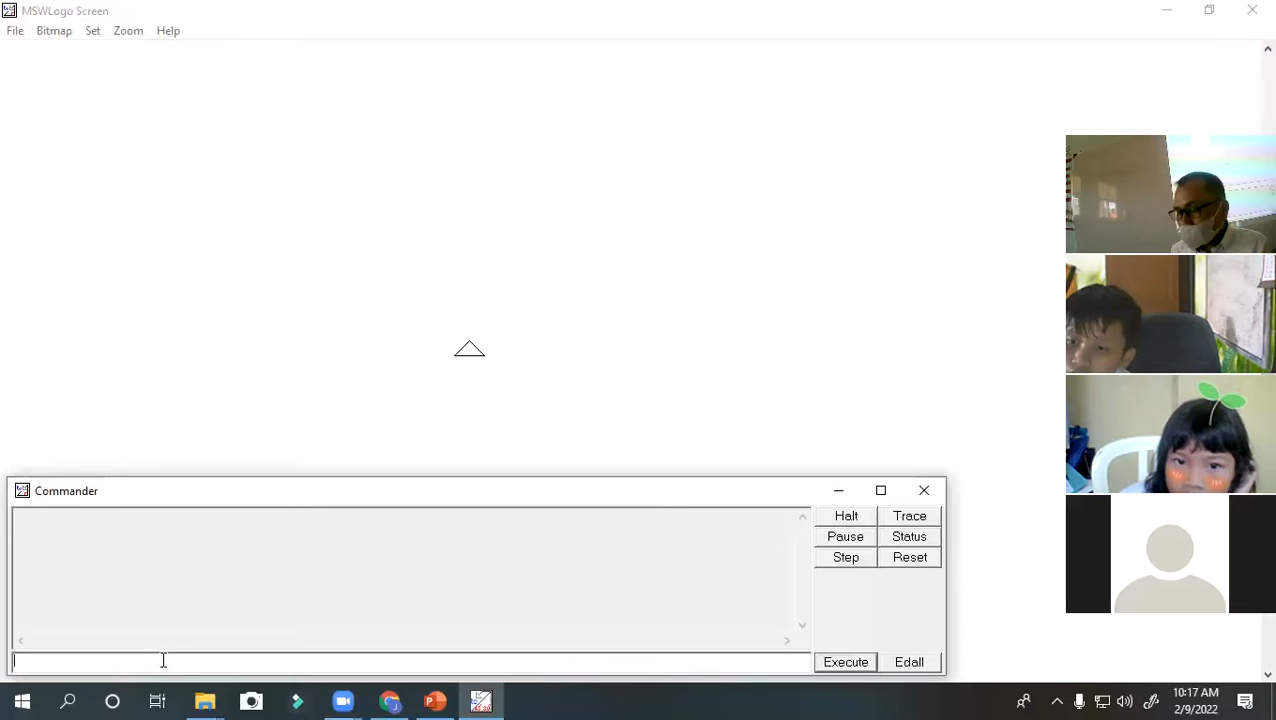 MSWLogo Screen
File Bitmap Set Zoom Help
Commander
Halt Trace
Pause Status
Step Reset
Execute Edall
10:17 AM
2/9/2022